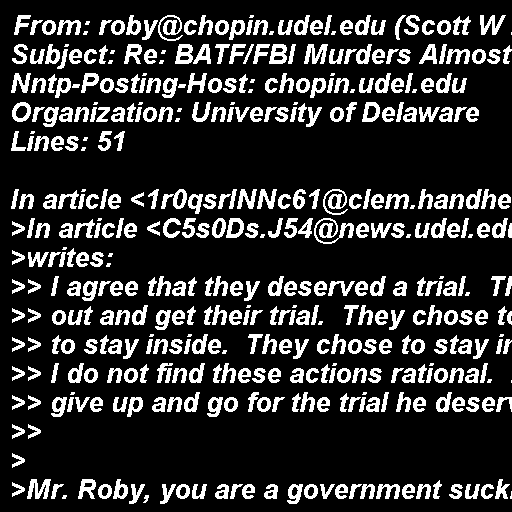 From: roby@chopin.udel.edu (Scott W
Subject: Re: BATF/FBI Murders Almost
Nntp-Posting-Host: chopin.udel.edu
Organization: University of Delaware
Lines: 51

In article <1r0qsrINNc61@clem.handhe
>In article <C5s0Ds.J54@news.udel.edu
>writes:
>> I agree that they deserved a trial.  Th
>> out and get their trial.  They chose to
>> to stay inside.  They chose to stay in
>> I do not find these actions rational.
>> give up and go for the trial he deserv
>>
>
>Mr. Roby, you are a government suck